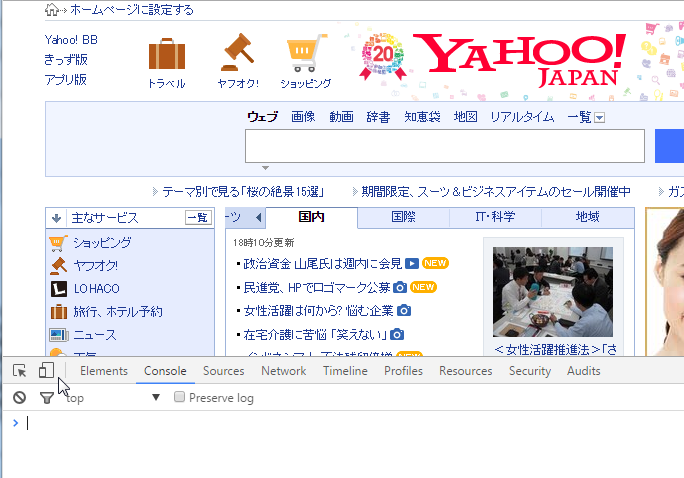 ホームページに設定する
Yahoo! BB
きっず版
アプリ版
トラベル
ヤフオク!
ショッピング
20
YAHOO!
JAPAN
ウェブ 画像 動画 辞書 知恵袋 地図 リアルタイム 一覧
テーマ別で見る「桜の絶景15選」 期間限定、スーツ＆ビジネスアイテムのセール開催中 ガ
主なサービス 一覧
ショッピング
ヤフオク!
LOHACO
旅行、ホテル予約
ニュース
ーツ 国内 国際 IT・科学 地域
18時10分更新
政治資金 山尾氏は週内に会見 NEW
民進党、HPでロゴマーク公募 NEW
女性活躍は何から? 悩む企業
在宅介護に苦悩 「笑えない」
＜女性活躍推進法＞「さ
Elements Console Sources Network Timeline Profiles Resources Security Audits
top Preserve log